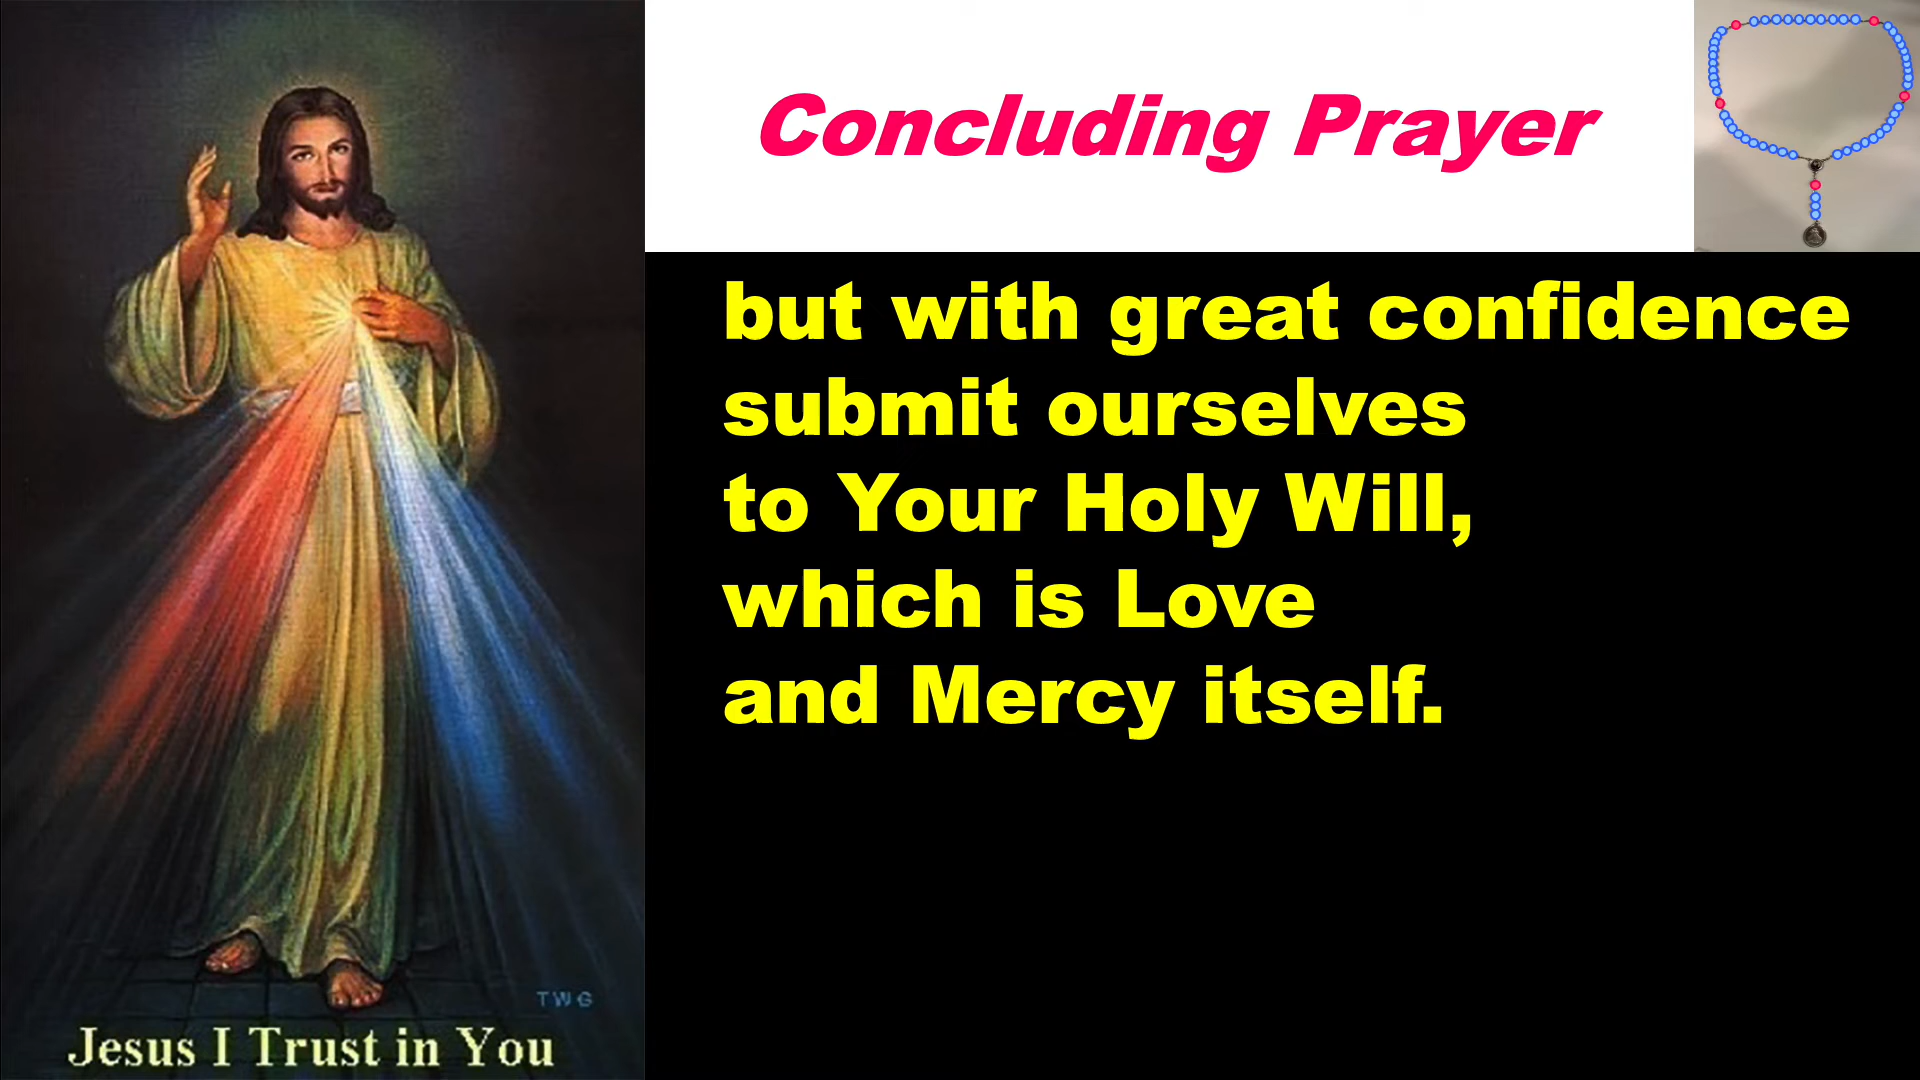 Concluding Prayer
but with great confidence
submit ourselves
to Your Holy Will,
which is Love
and Mercy itself.
TWG
Jesus I Trust in You